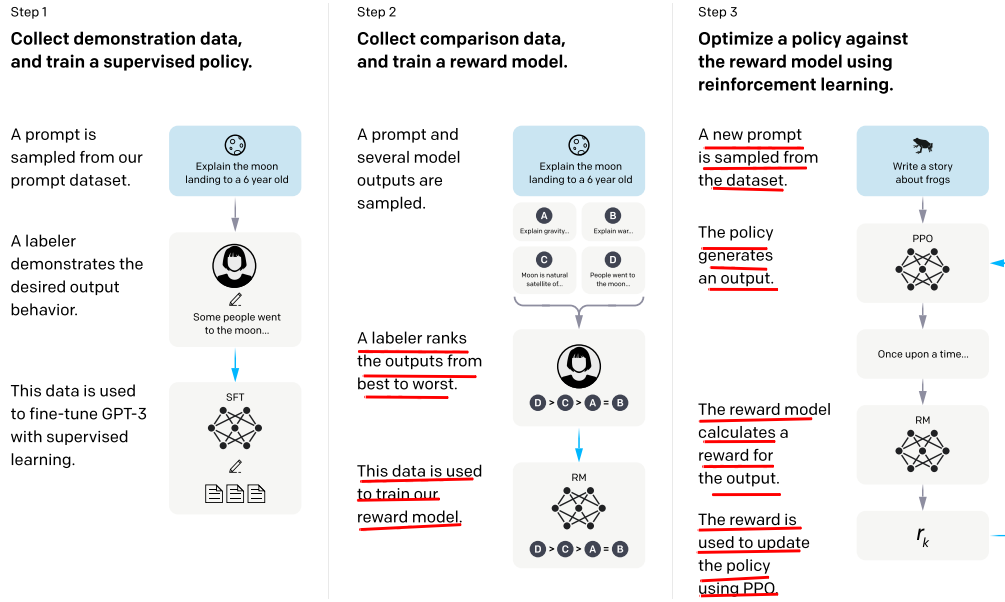 Step 1
Collect demonstration data,
and train a supervised policy.
A prompt is
sampled from our
prompt dataset.
Explain the moon
landing to a 6 year old
A labeler
demonstrates the
desired output
behavior.
Some people went
to the moon...
This data is used
to fine-tune GPT-3
with supervised
learning.
SFT
Step 2
Collect comparison data,
and train a reward model.
A prompt and
several model
outputs are
sampled.
Explain the moon
landing to a 6 year old
A
Explain gravity...
B
Explain war...
C
Moon is natural
satellite of...
D
People went to
the moon...
A labeler ranks
the outputs from
best to worst.
D > C > A = B
This data is used
to train our
reward model.
RM
D > C > A = B
Step 3
Optimize a policy against
the reward model using
reinforcement learning.
A new prompt
is sampled from
the dataset.
Write a story
about frogs
The policy
generates
an output.
PPO
Once upon a time...
The reward model
calculates a
reward for
the output.
RM
The reward is
used to update
the policy
using PPO.
rk